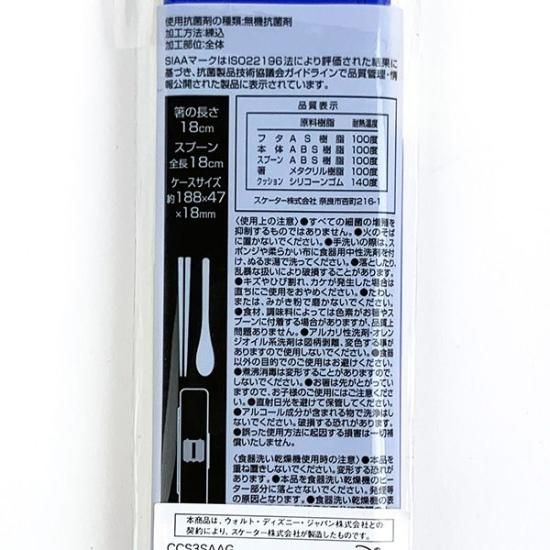 使用抗菌剤の種類:無機抗菌剤
加工方法:練込
加工部位:全体
SIAAマークはISO22196法により評価された結果に
基づき、抗菌製品技術協議会ガイドラインで品質管理・情
報公開された製品に表示されています。
箸の長さ
18cm
スプーン
全長18cm
ケースサイズ
約188×47
×18mm
品質表示
原料樹脂 耐熱温度
フタ AS樹脂 100度
本体 ABS樹脂 100度
スプーン ABS樹脂 100度
箸 メタクリル樹脂 100度
クッション シリコーンゴム 140度
スケーター株式会社 奈良市杏町216-1
〈使用上の注意〉●すべての細菌の増殖を
抑制するものではありません。●火のそば
に置かないでください。●手洗いの際は、ス
ポンジや柔らかい布に食器用中性洗剤を付
け、ぬるま湯で洗ってください。●落としたり、
乱暴な扱いにより破損することがあります。
●キズやひび割れ、カケが発生した場合は
直ちにご使用をおやめください。●たわし、
または、みがき粉で磨かないでください。
●食材、調味料によっては色素がお箸やス
プーンに付着する場合がありますが、品質上
問題ありません。●アルカリ性洗剤・オレン
ジオイル系洗剤は図柄剥離、変色する事が
ありますので使用しないでください。●食器
以外の目的でのご使用はお避けください。
●煮沸消毒は変形することがありますので、
しないでください。●お箸は先がとがってい
ますので、お子様のご使用にはご注意くださ
い。●直射日光を避けて保管してください。
●アルコール成分が含まれる物で洗浄はし
ないでください。破損する恐れがあります。
●誤った使用方法に起因する損害は一切補
償いたしません。
〈食器洗い乾燥機使用時の注意〉●本品を
重ね置きしないでください。変形する恐れが
あります。●本品を食器洗い乾燥機のヒー
ター部分に落とさないでください。発煙等
の原因となります。●食器洗い乾燥機の表
本商品は、ウォルト・ディズニー・ジャパン株式会社との
契約により、スケーター株式会社が製造したものです。
CCS3SAAG